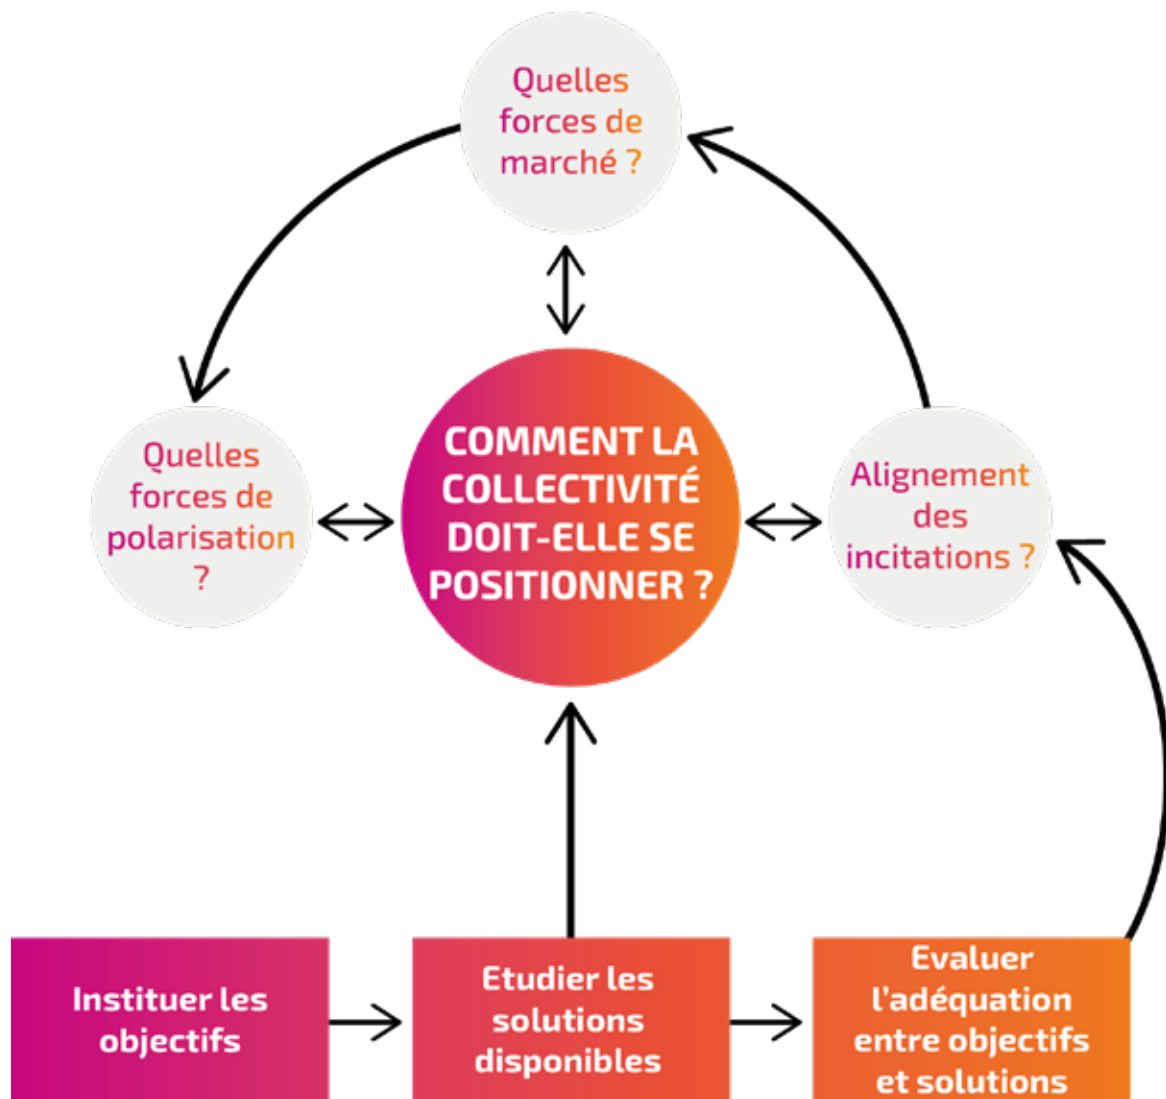 Quelles
forces de
marché ?
Quelles
forces de
polarisation
?
COMMENT LA
COLLECTIVITÉ
DOIT-ELLE SE
POSITIONNER ?
Alignement
des
incitations ?
Instituer les
objectifs
Etudier les
solutions
disponibles
Evaluer
l’adéquation
entre objectifs
et solutions